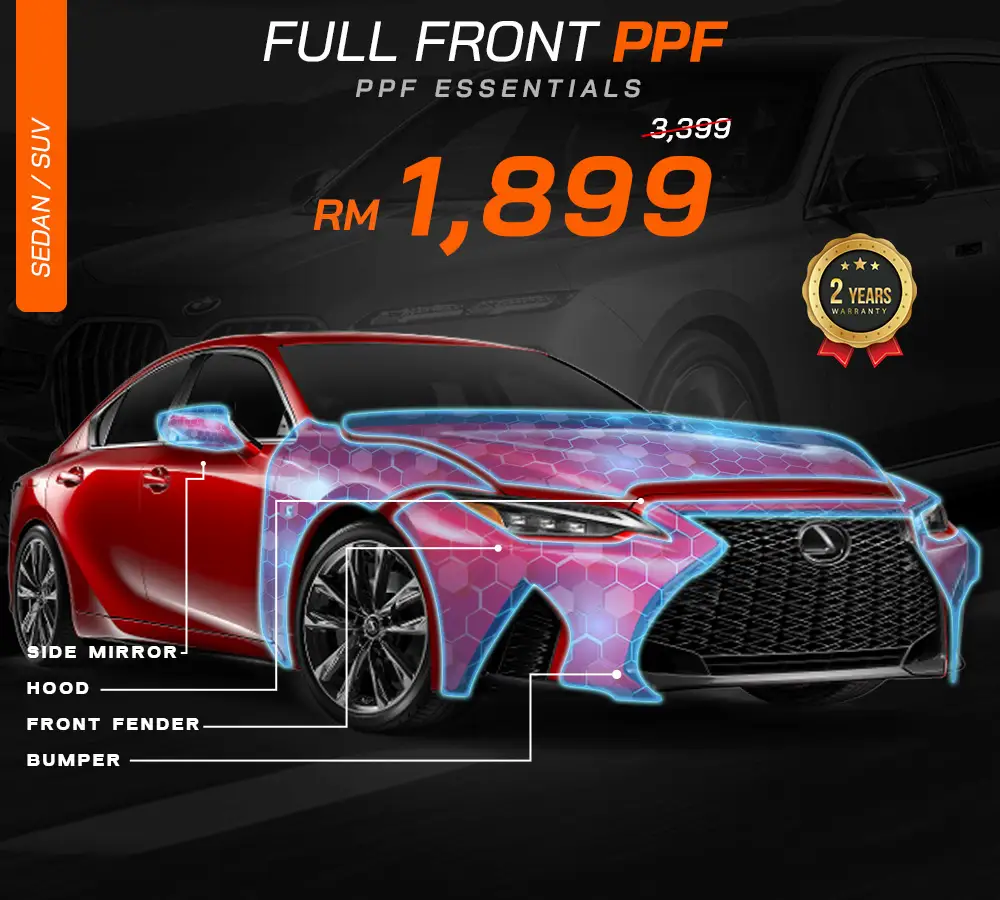 FULL FRONT PPF
PPF ESSENTIALS
3,399
RM 1,899
SEDAN / SUV
2 YEARS
WARRANTY
SIDE MIRROR
HOOD
FRONT FENDER
BUMPER